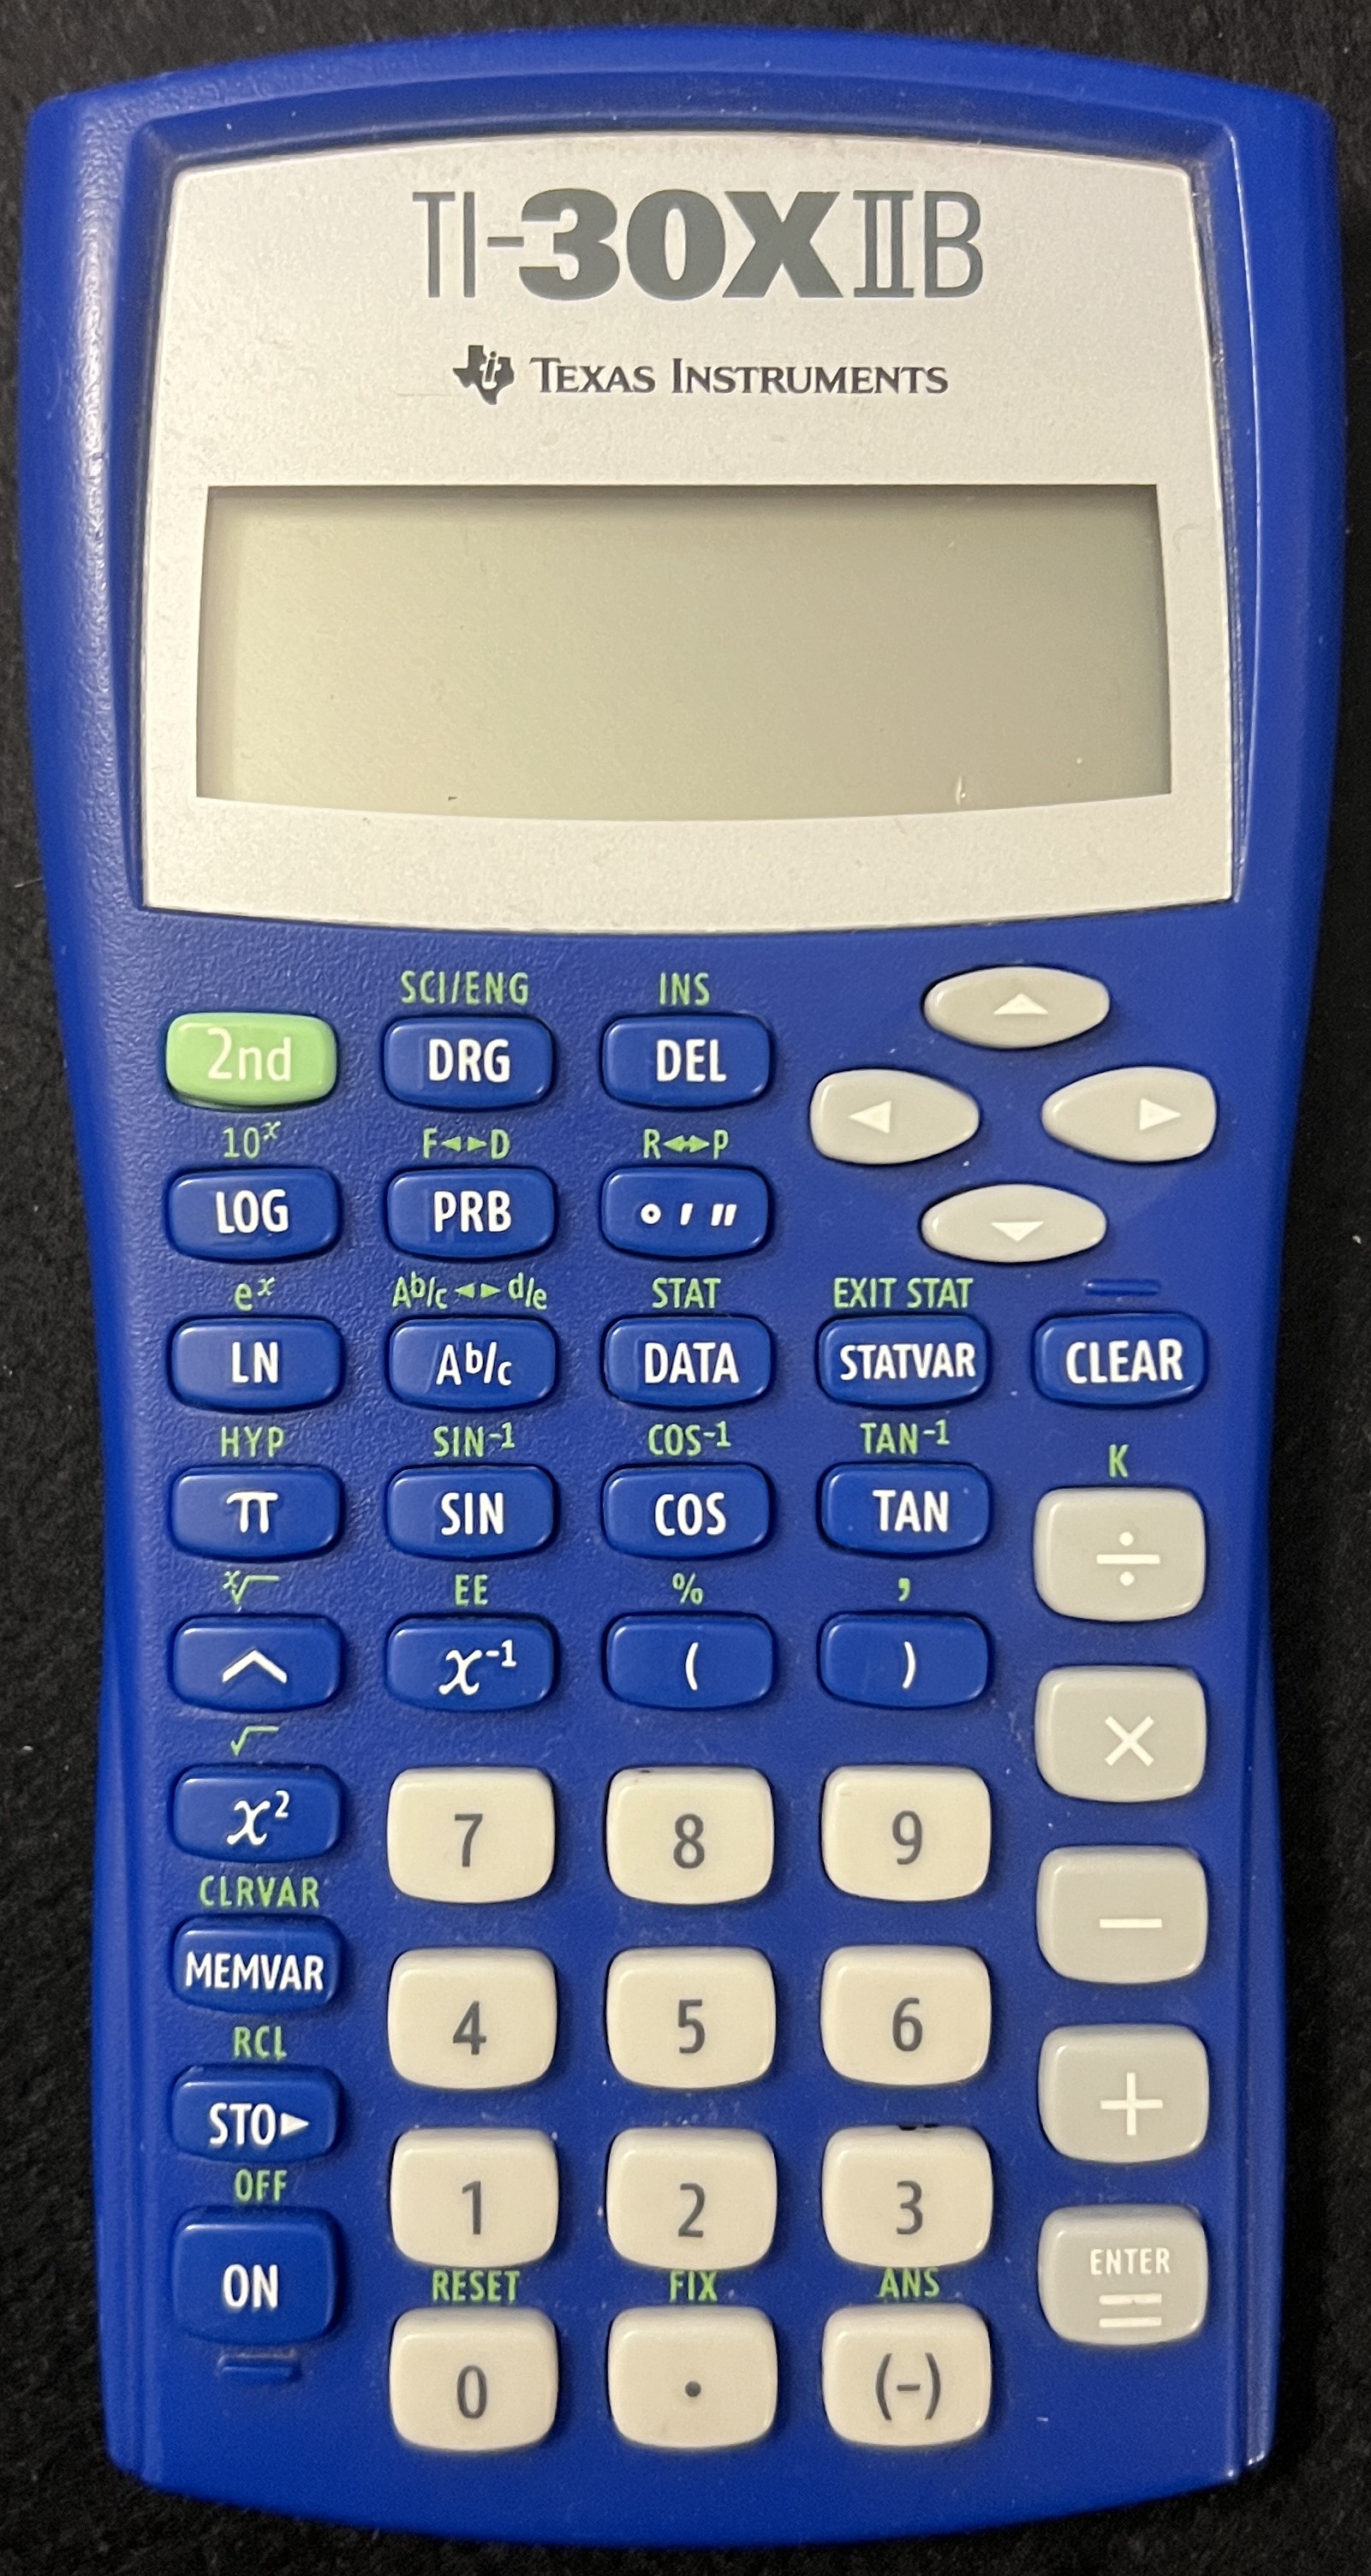 TI-30XIIB
TEXAS INSTRUMENTS
SCI/ENG INS
2nd DRG DEL
10ˣ F◄►D R◄►P
LOG PRB ° ' "
eˣ Ab/c◄►d/e STAT EXIT STAT
LN Ab/c DATA STATVAR CLEAR
HYP SIN⁻¹ COS⁻¹ TAN⁻¹ K
π SIN COS TAN ÷
ˣ√ EE % ,
^ x⁻¹ ( ) ×
√
x² 7 8 9 −
CLRVAR
MEMVAR 4 5 6 +
RCL
STO► 1 2 3
OFF RESET FIX ANS ENTER
ON 0 . (-) =